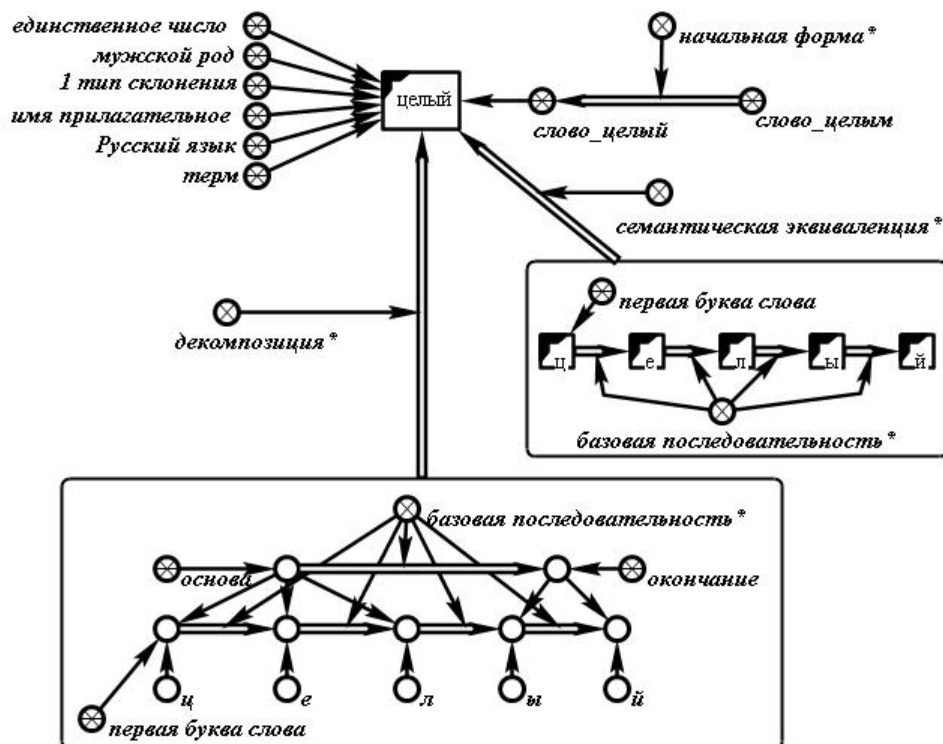 единственное число
мужской род
1 тип склонения
имя прилагательное
Русский язык
терм
целый
начальная форма*
слово_целый
слово_целым
семантическая эквиваленция*
декомпозиция*
первая буква слова
ц е л ы й
базовая последовательность*
базовая последовательность*
основа
окончание
ц е л ы й
первая буква слова